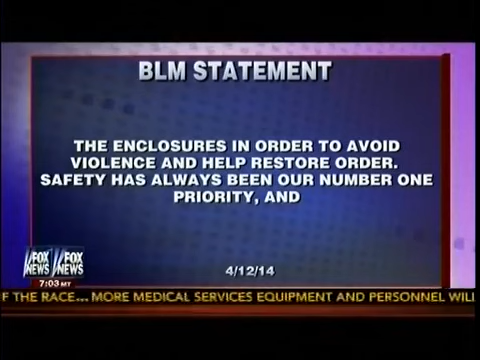 BLM STATEMENT
THE ENCLOSURES IN ORDER TO AVOID
VIOLENCE AND HELP RESTORE ORDER.
SAFETY HAS ALWAYS BEEN OUR NUMBER ONE
PRIORITY, AND
4/12/14
FOX NEWS FOX NEWS
7:03 MT
F THE RACE... MORE MEDICAL SERVICES EQUIPMENT AND PERSONNEL WIL